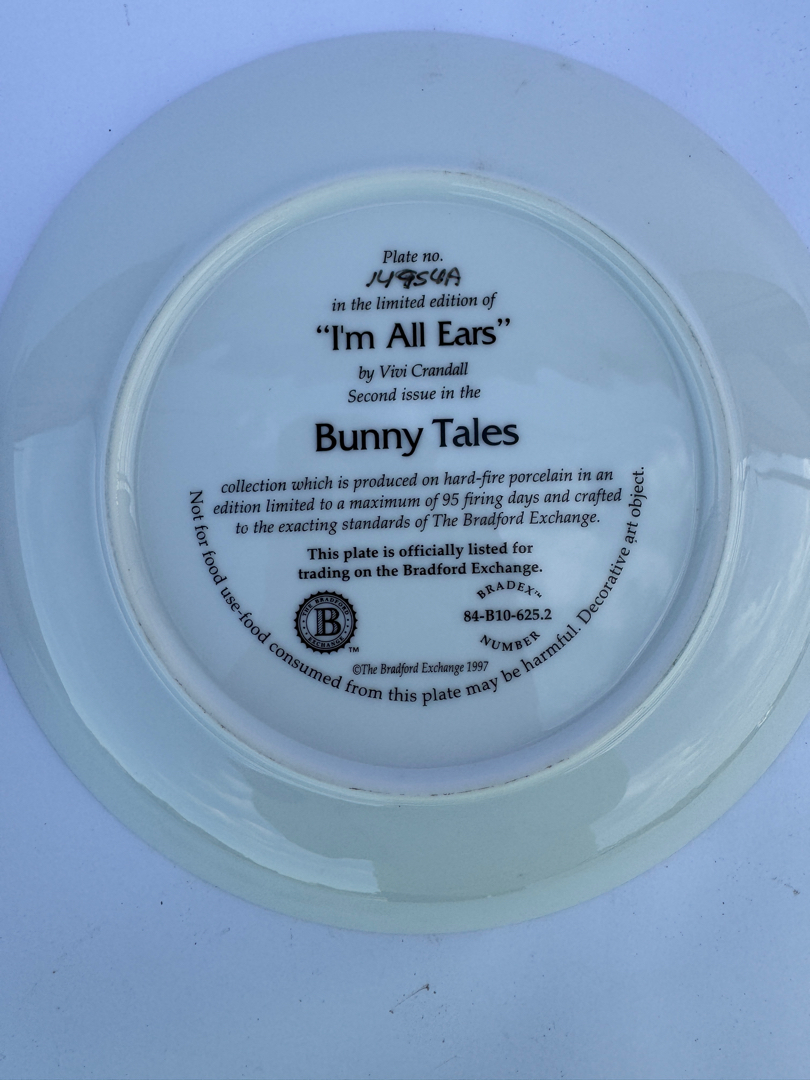 Plate no.
14954A
in the limited edition of
“I'm All Ears”
by Vivi Crandall
Second issue in the
Bunny Tales
collection which is produced on hard-fire porcelain in an
edition limited to a maximum of 95 firing days and crafted
to the exacting standards of The Bradford Exchange.
This plate is officially listed for
trading on the Bradford Exchange.
THE BRADFORD
B
EXCHANGE
TM
BRADEX™
84-B10-625.2
NUMBER
©The Bradford Exchange 1997
Not for food use-food consumed from this plate may be harmful. Decorative art object.